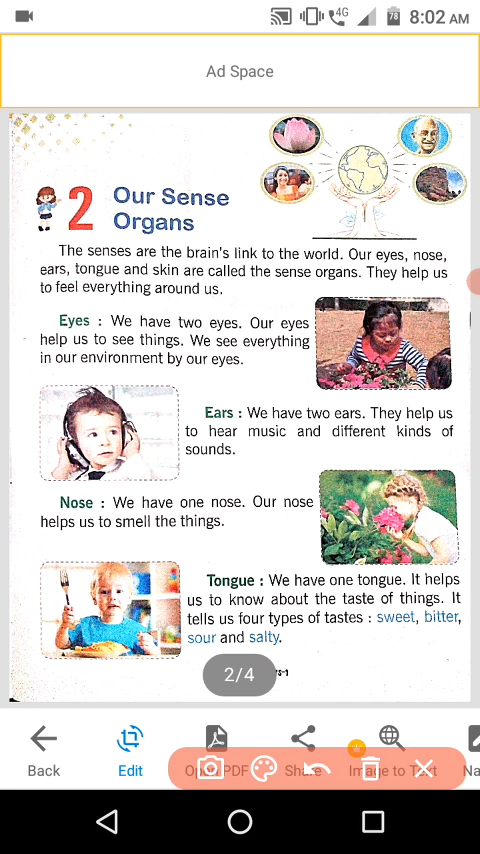 4G 78 8:02 AM
Ad Space
2 Our Sense
Organs
The senses are the brain's link to the world. Our eyes, nose,
ears, tongue and skin are called the sense organs. They help us
to feel everything around us.
Eyes : We have two eyes. Our eyes
help us to see things. We see everything
in our environment by our eyes.
Ears : We have two ears. They help us
to hear music and different kinds of
sounds.
Nose : We have one nose. Our nose
helps us to smell the things.
Tongue : We have one tongue. It helps
us to know about the taste of things. It
tells us four types of tastes : sweet, bitter,
sour and salty.
2/4
Back
Edit
PDF
Share
Image to Text
Na